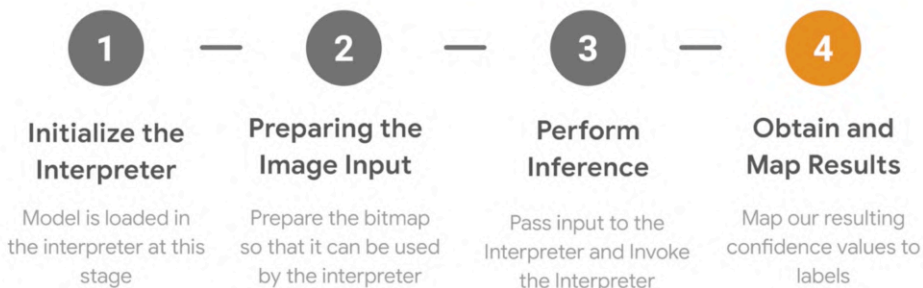 1
2
3
4
Initialize the
Interpreter
Model is loaded in
the interpreter at this
stage
Preparing the
Image Input
Prepare the bitmap
so that it can be used
by the interpreter
Perform
Inference
Pass input to the
Interpreter and Invoke
the Interpreter
Obtain and
Map Results
Map our resulting
confidence values to
labels